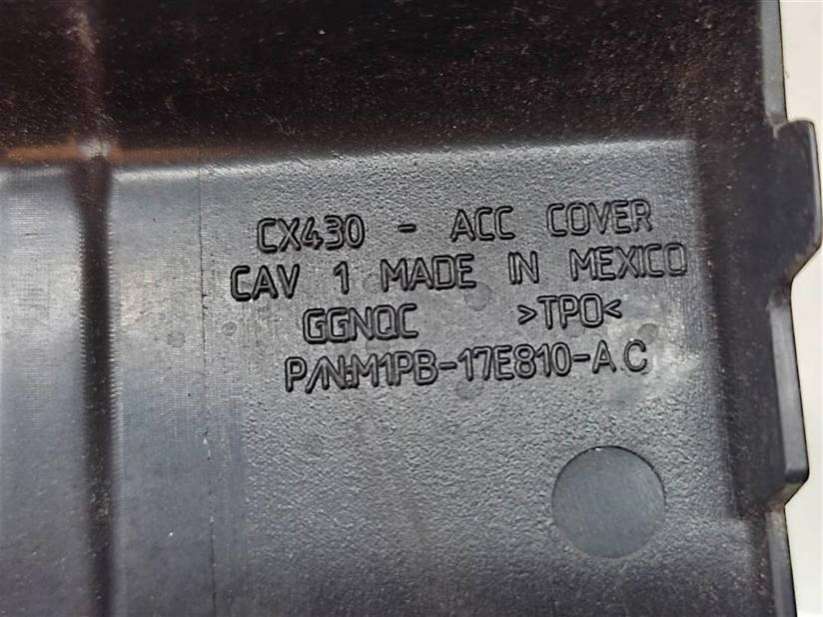 CX430 - ACC COVER
CAV 1 MADE IN MEXICO
GGNQC >TPO<
P/N:M1PB-17E810-AC